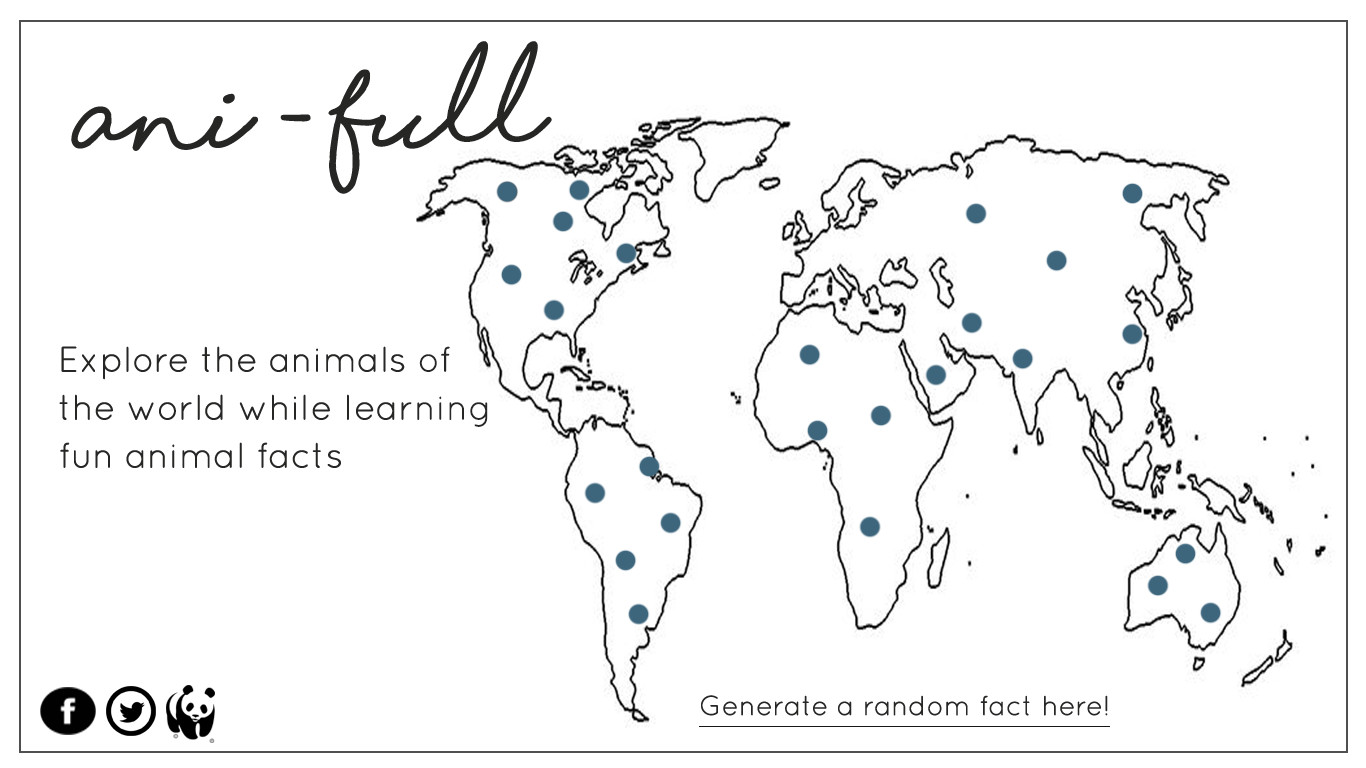 ani-full
Explore the animals of
the world while learning
fun animal facts
f
Generate a random fact here!